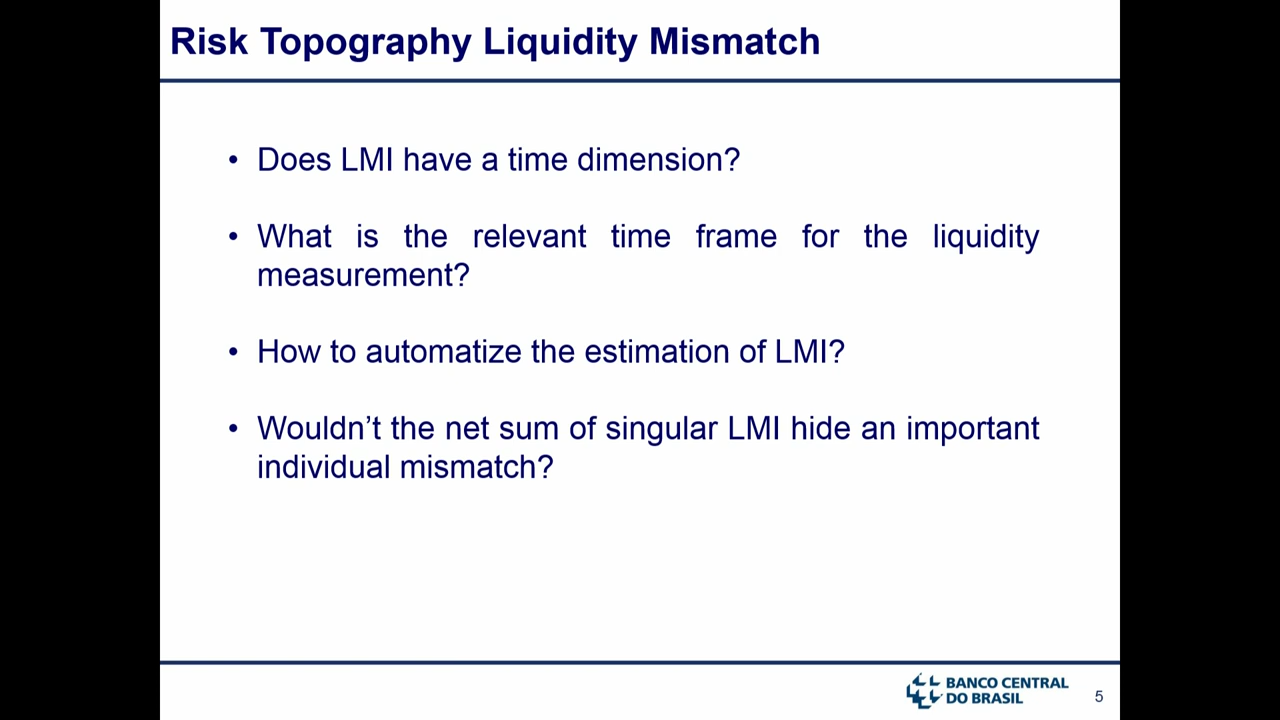 Risk Topography Liquidity Mismatch
• Does LMI have a time dimension?
• What is the relevant time frame for the liquidity
measurement?
• How to automatize the estimation of LMI?
• Wouldn’t the net sum of singular LMI hide an important
individual mismatch?
BANCO CENTRAL
DO BRASIL
5